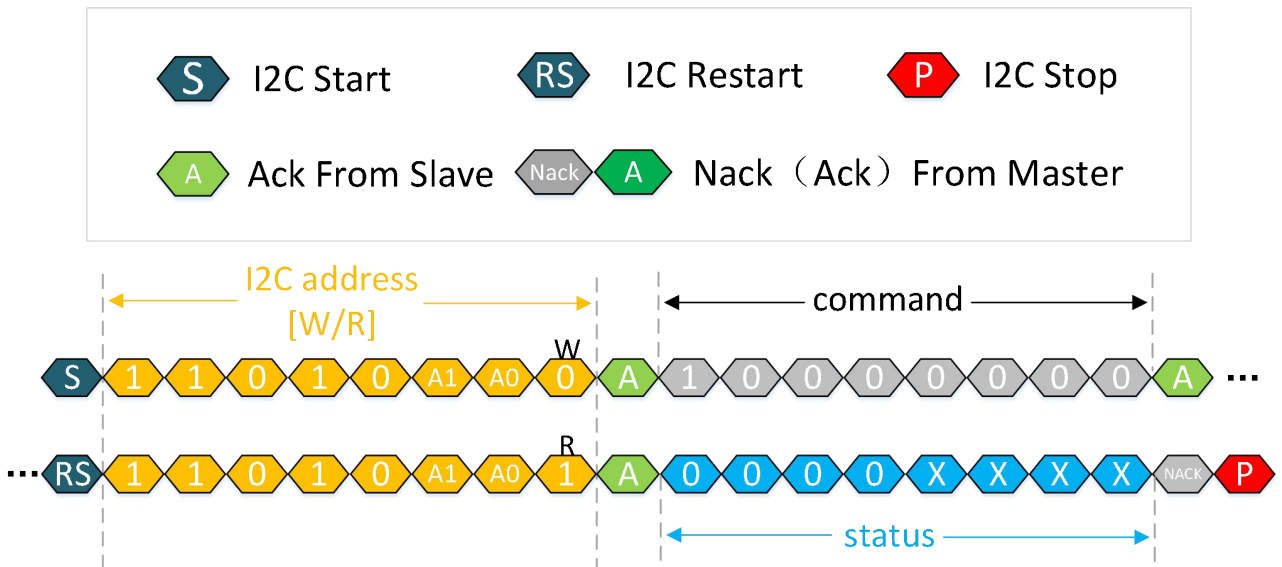 S I2C Start RS I2C Restart P I2C Stop
A Ack From Slave Nack A Nack（Ack）From Master
I2C address
[W/R]
command
W
S 1 1 0 1 0 A1 A0 0 A 1 0 0 0 0 0 0 0 A ...
R
... RS 1 1 0 1 0 A1 A0 1 A 0 0 0 0 X X X X NACK P
status